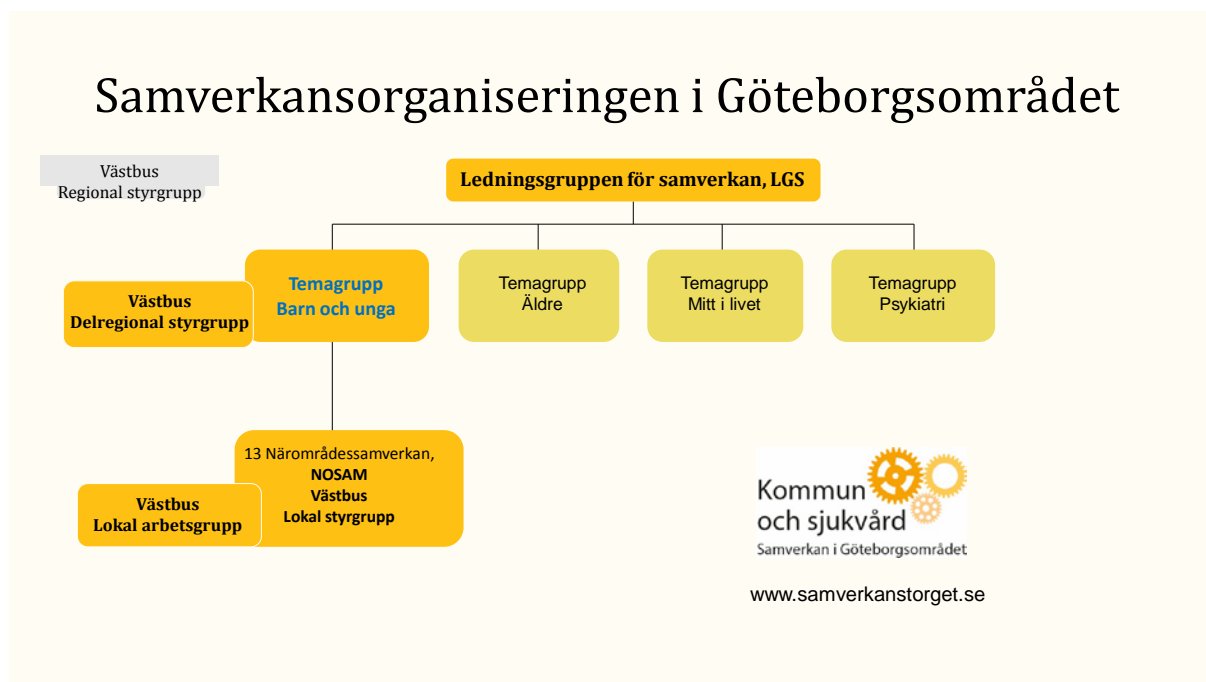 Samverkansorganiseringen i Göteborgsområdet
Västbus
Regional styrgrupp
Ledningsgruppen för samverkan, LGS
Västbus
Delregional styrgrupp
Temagrupp
Barn och unga
Temagrupp
Äldre
Temagrupp
Mitt i livet
Temagrupp
Psykiatri
13 Närområdessamverkan,
NOSAM
Västbus
Lokal styrgrupp
Västbus
Lokal arbetsgrupp
Kommun
och sjukvård
Samverkan i Göteborgsområdet
www.samverkanstorget.se